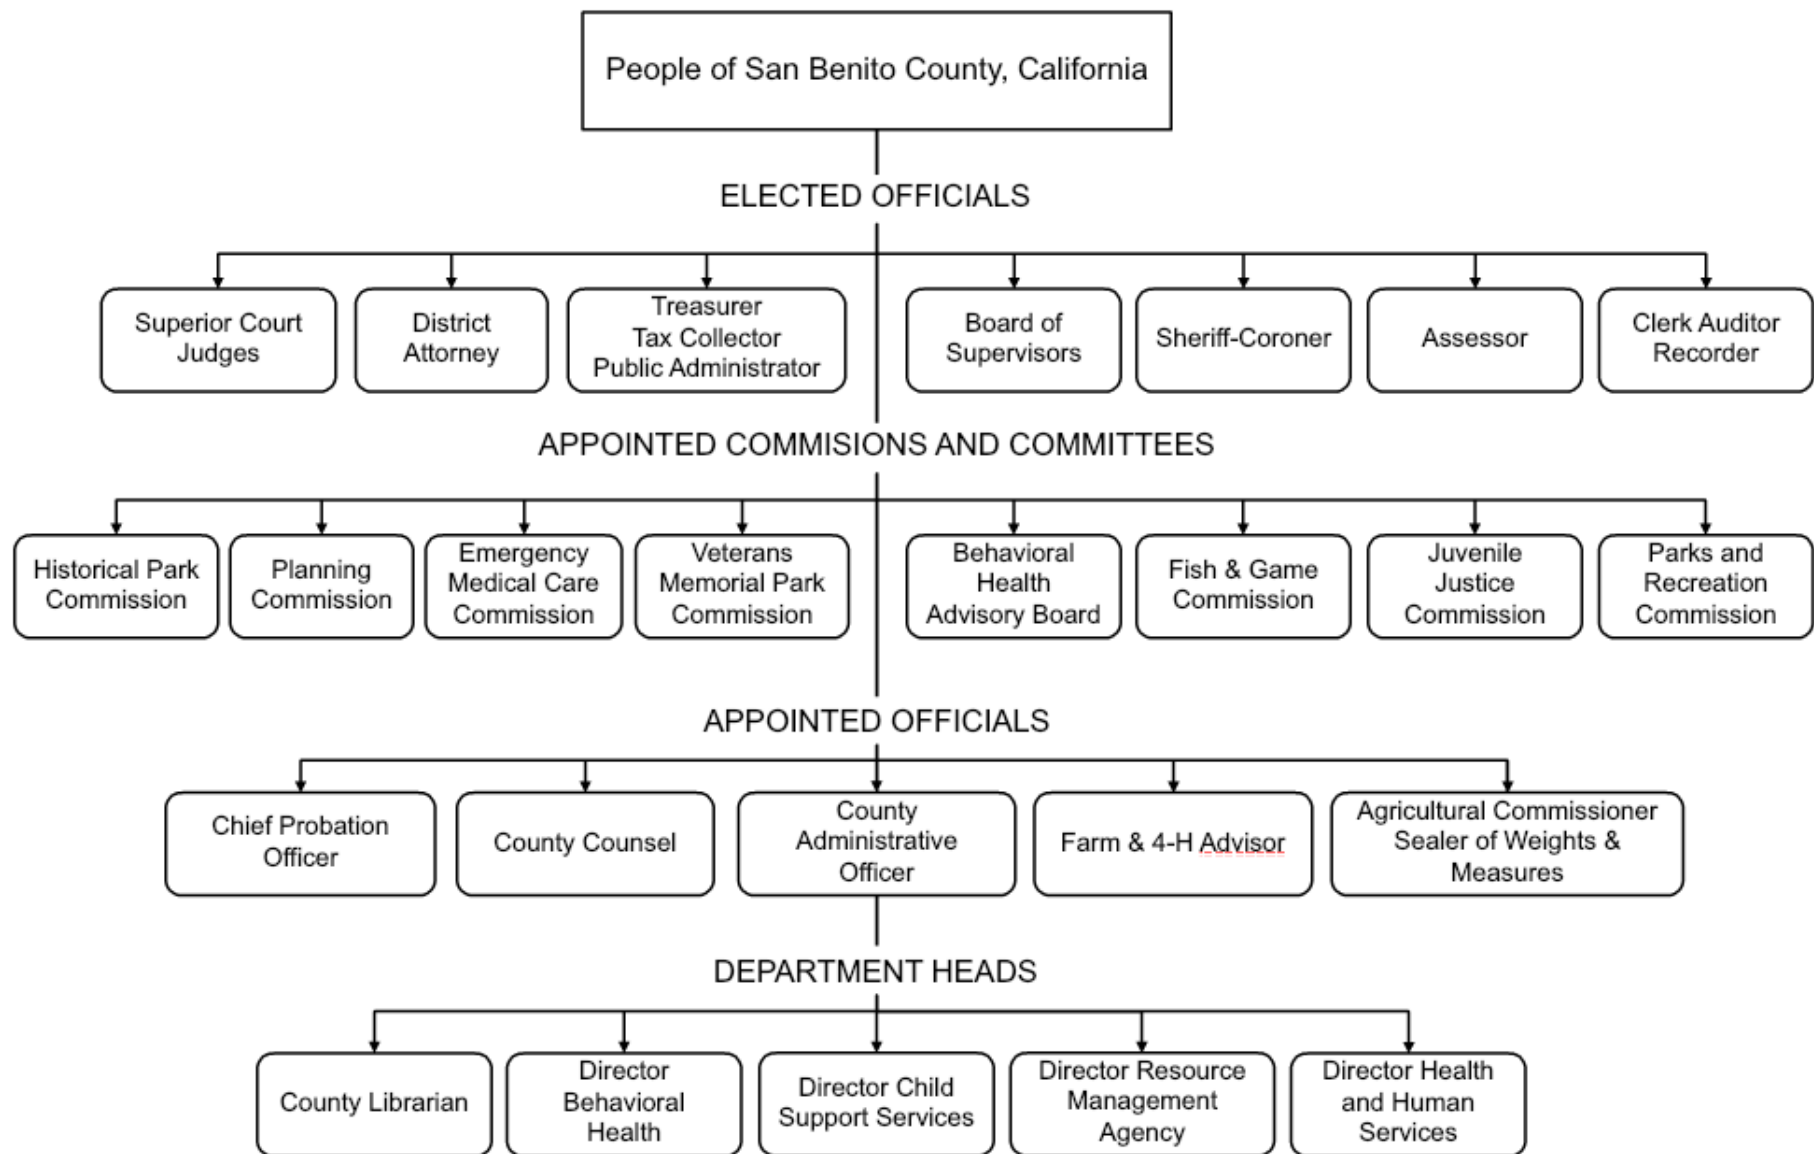 People of San Benito County, California
ELECTED OFFICIALS
Superior Court
Judges
District
Attorney
Treasurer
Tax Collector
Public Administrator
Board of
Supervisors
Sheriff-Coroner
Assessor
Clerk Auditor
Recorder
APPOINTED COMMISIONS AND COMMITTEES
Historical Park
Commission
Planning
Commission
Emergency
Medical Care
Commission
Veterans
Memorial Park
Commission
Behavioral
Health
Advisory Board
Fish & Game
Commission
Juvenile
Justice
Commission
Parks and
Recreation
Commission
APPOINTED OFFICIALS
Chief Probation
Officer
County Counsel
County
Administrative
Officer
Farm & 4-H Advisor
Agricultural Commissioner
Sealer of Weights &
Measures
DEPARTMENT HEADS
County Librarian
Director
Behavioral
Health
Director Child
Support Services
Director Resource
Management
Agency
Director Health
and Human
Services